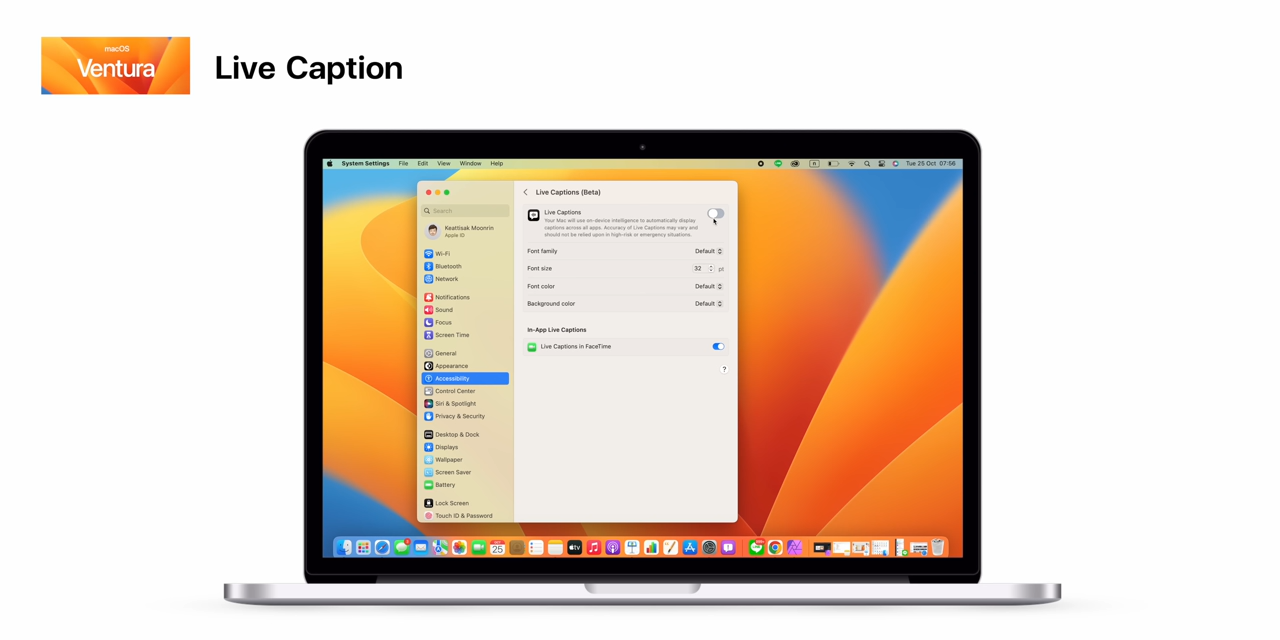 macOS
Ventura
Live Caption
System Settings File Edit View Window Help
Tue 25 Oct 07:56
Search
Keattisak Moonrin
Apple ID
Wi-Fi
Bluetooth
Network
Notifications
Sound
Focus
Screen Time
General
Appearance
Accessibility
Control Center
Siri & Spotlight
Privacy & Security
Desktop & Dock
Displays
Wallpaper
Screen Saver
Battery
Lock Screen
Touch ID & Password
Live Captions (Beta)
Live Captions
Your Mac will use on-device intelligence to automatically display
captions across all apps. Accuracy of Live Captions may vary and
should not be relied upon in high-risk or emergency situations.
Font family Default
Font size 32 pt
Font color Default
Background color Default
In-App Live Captions
Live Captions in FaceTime
?
25
tv